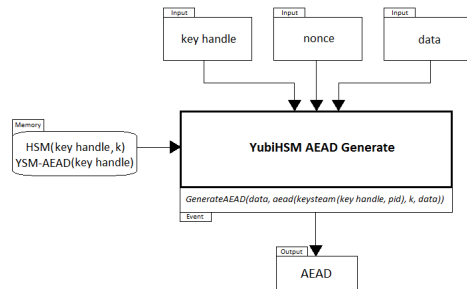 Input
Input
Input
key handle
nonce
data
Memory
HSM(key handle, k)
YSM-AEAD(key handle)
YubiHSM AEAD Generate
GenerateAEAD(data, aead(keysteam(key handle, pid), k, data))
Event
Output
AEAD